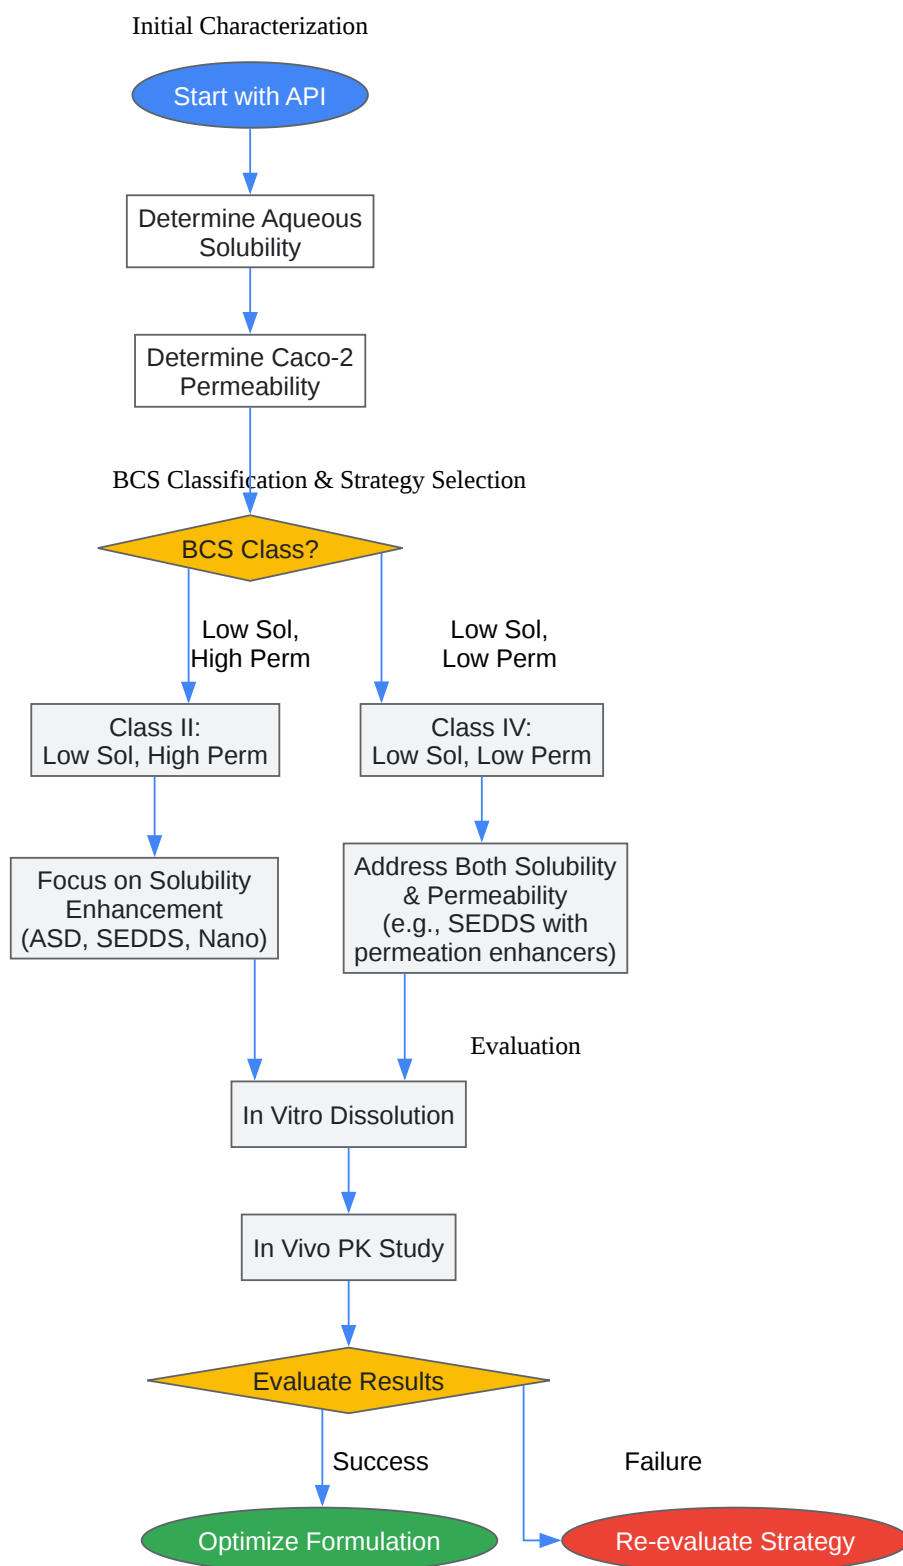 Initial Characterization
Start with API
Determine Aqueous
Solubility
Determine Caco-2
Permeability
BCS Classification & Strategy Selection
BCS Class?
Low Sol,
High Perm
Low Sol,
Low Perm
Class II:
Low Sol, High Perm
Class IV:
Low Sol, Low Perm
Focus on Solubility
Enhancement
(ASD, SEDDS, Nano)
Address Both Solubility
& Permeability
(e.g., SEDDS with
permeation enhancers)
Evaluation
In Vitro Dissolution
In Vivo PK Study
Evaluate Results
Success
Failure
Optimize Formulation
Re-evaluate Strategy